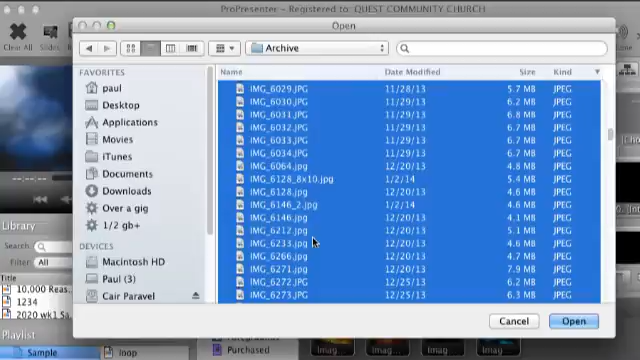 ProPresenter - Registered to: QUEST COMMUNITY CHURCH
Open
Clear All
Slides
Archive
FAVORITES
paul
Desktop
Applications
Movies
iTunes
Documents
Downloads
Over a gig
1/2 gb+
DEVICES
Macintosh HD
Paul (3)
Cair Paravel
Name Date Modified Size Kind
IMG_6029.JPG 11/28/13 5.7 MB JPEG
IMG_6030.JPG 11/29/13 6.2 MB JPEG
IMG_6031.JPG 11/29/13 6.8 MB JPEG
IMG_6032.JPG 11/29/13 6.7 MB JPEG
IMG_6033.JPG 11/29/13 6.7 MB JPEG
IMG_6034.JPG 11/29/13 6.7 MB JPEG
IMG_6064.jpg 12/20/13 4.8 MB JPEG
IMG_6128_8x10.jpg 1/2/14 5.4 MB JPEG
IMG_6128.jpg 12/20/13 4.6 MB JPEG
IMG_6146_2.jpg 1/2/14 4.6 MB JPEG
IMG_6146.jpg 12/20/13 4.1 MB JPEG
IMG_6212.jpg 12/20/13 5.1 MB JPEG
IMG_6233.jpg 12/20/13 4.6 MB JPEG
IMG_6266.jpg 12/20/13 4.7 MB JPEG
IMG_6271.jpg 12/20/13 7.9 MB JPEG
IMG_6272.jpg 12/25/13 6.2 MB JPEG
IMG_6273.jpg 12/25/13 6.3 MB JPEG
Cancel
Open
--:--
Library
Search:
Filter: All
Title
10,000 Reas...
1234
Playlist
Sample
loop
Purchased
Imag
Imag...
Imag
Imag